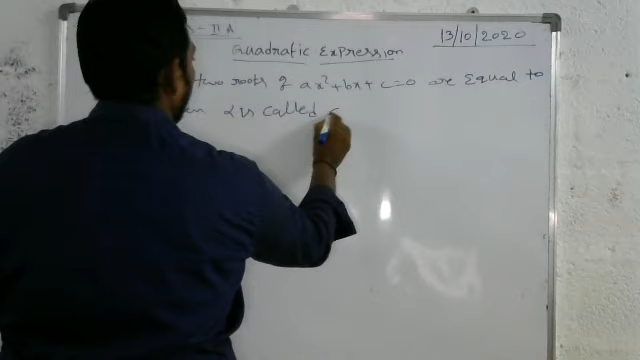 - II A
13/10/2020
Quadratic Expression
two roots of ax²+bx+c=0 are Equal to
α is called